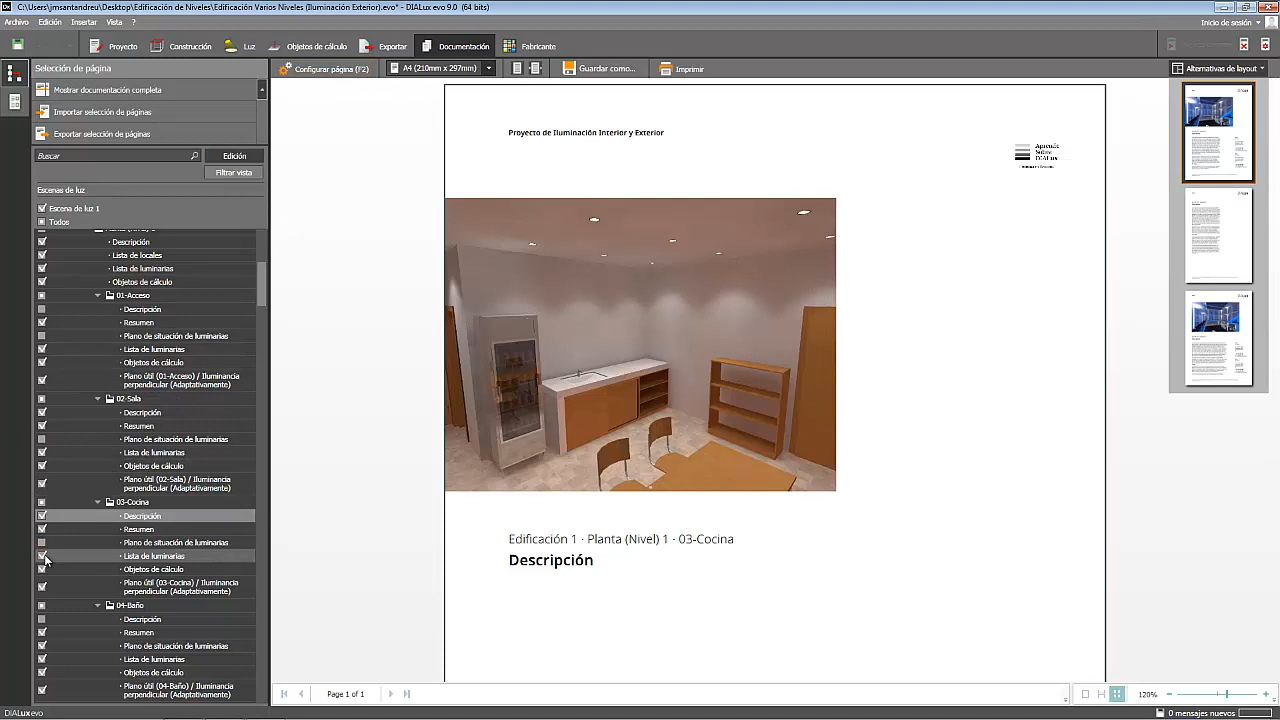 C:\Users\jmsantandreu\Desktop\Edificación de Niveles\Edificación Varios Niveles (Iluminación Exterior).evo* - DIALux evo 9.0 (64 bits)
Archivo Edición Insertar Vista ?
Inicio de sesión
Proyecto Construcción Luz Objetos de cálculo Exportar Documentación Fabricante
Selección de página
Configurar página (F2) A4 (210mm x 297mm) Guardar como... Imprimir
Alternativas de layout
Mostrar documentación completa
Importar selección de páginas
Exportar selección de páginas
Buscar
Edición
Filtrar vista
Escenas de luz
Escena de luz 1
Todos
Descripción
Lista de locales
Lista de luminarias
Objetos de cálculo
01-Acceso
Descripción
Resumen
Plano de situación de luminarias
Lista de luminarias
Objetos de cálculo
Plano útil (01-Acceso) / Iluminancia
perpendicular (Adaptativamente)
02-Sala
Descripción
Resumen
Plano de situación de luminarias
Lista de luminarias
Objetos de cálculo
Plano útil (02-Sala) / Iluminancia
perpendicular (Adaptativamente)
03-Cocina
Descripción
Resumen
Plano de situación de luminarias
Lista de luminarias
Objetos de cálculo
Plano útil (03-Cocina) / Iluminancia
perpendicular (Adaptativamente)
04-Baño
Descripción
Resumen
Plano de situación de luminarias
Lista de luminarias
Objetos de cálculo
Plano útil (04-Baño) / Iluminancia
perpendicular (Adaptativamente)
Proyecto de Iluminación Interior y Exterior
Aprende
Sobre
DIALux
Edificación 1 · Planta (Nivel) 1 · 03-Cocina
Descripción
Page 1 of 1
120%
DIALux evo
0 mensajes nuevos